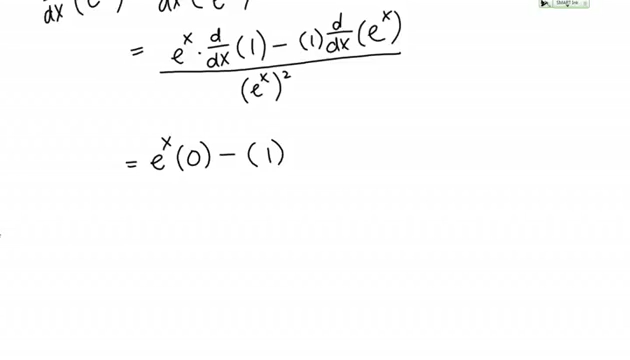 = e^x · d/dx (1) − (1) d/dx (e^x) / (e^x)^2
= e^x (0) − (1)